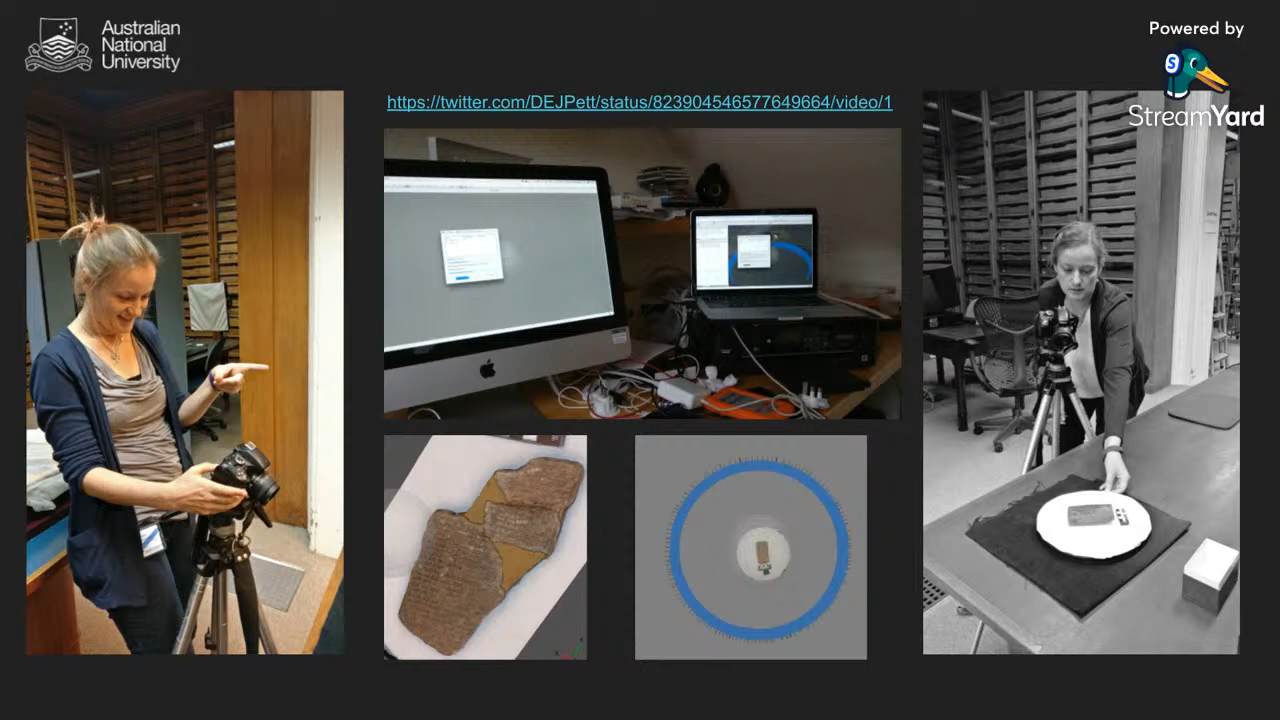 Australian
National
University
Powered by
S
StreamYard
https://twitter.com/DEJPett/status/823904546577649664/video/1